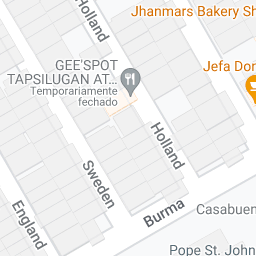 Jhanmars Bakery Sh
Holland
GEE'SPOT
TAPSILUGAN AT...
Temporariamente
fechado
Jefa Dor
Holland
Sweden
England
Burma
Casabuen
Pope St. John